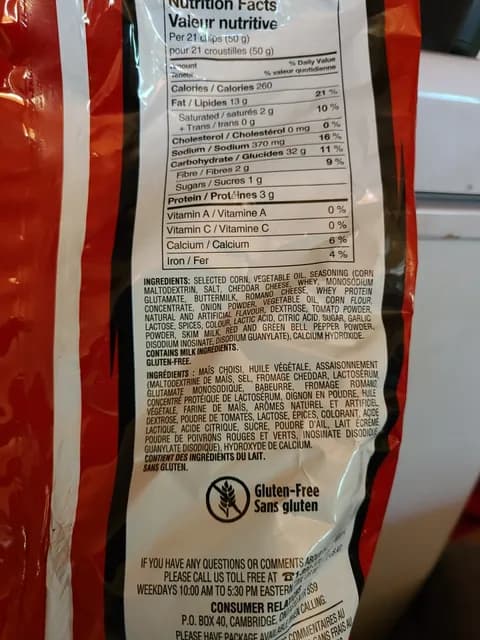 Nutrition Facts
Valeur nutritive
Per 21 chips (50 g)
pour 21 croustilles (50 g)
Amount % Daily Value
Teneur % valeur quotidienne
Calories / Calories 260
Fat / Lipides 13 g 21 %
Saturated / saturés 2 g 10 %
+ Trans / trans 0 g
Cholesterol / Cholestérol 0 mg 0 %
Sodium / Sodium 370 mg 16 %
Carbohydrate / Glucides 32 g 11 %
Fibre / Fibres 2 g 9 %
Sugars / Sucres 1 g
Protein / Protéines 3 g
Vitamin A / Vitamine A 0 %
Vitamin C / Vitamine C 0 %
Calcium / Calcium 6 %
Iron / Fer 4 %
INGREDIENTS: SELECTED CORN, VEGETABLE OIL, SEASONING (CORN
MALTODEXTRIN, SALT, CHEDDAR CHEESE, WHEY, MONOSODIUM
GLUTAMATE, BUTTERMILK, ROMANO CHEESE, WHEY PROTEIN
CONCENTRATE, ONION POWDER, VEGETABLE OIL, CORN FLOUR,
NATURAL AND ARTIFICIAL FLAVOUR, DEXTROSE, TOMATO POWDER,
LACTOSE, SPICES, COLOUR, LACTIC ACID, CITRIC ACID, SUGAR, GARLIC
POWDER, SKIM MILK, RED AND GREEN BELL PEPPER POWDER,
DISODIUM INOSINATE, DISODIUM GUANYLATE), CALCIUM HYDROXIDE.
CONTAINS MILK INGREDIENTS.
GLUTEN-FREE.
INGRÉDIENTS : MAÏS CHOISI, HUILE VÉGÉTALE, ASSAISONNEMENT
(MALTODEXTRINE DE MAÏS, SEL, FROMAGE CHEDDAR, LACTOSÉRUM
GLUTAMATE MONOSODIQUE, BABEURRE, FROMAGE ROMANO,
CONCENTRÉ PROTÉIQUE DE LACTOSÉRUM, OIGNON EN POUDRE, HUILE
VÉGÉTALE, FARINE DE MAÏS, ARÔMES NATUREL ET ARTIFICIEL,
DEXTROSE, POUDRE DE TOMATES, LACTOSE, ÉPICES, COLORANT, ACIDE
LACTIQUE, ACIDE CITRIQUE, SUCRE, POUDRE D'AIL, LAIT ÉCRÉMÉ
POUDRE DE POIVRONS ROUGES ET VERTS, INOSINATE DISODIQUE
GUANYLATE DISODIQUE), HYDROXYDE DE CALCIUM.
CONTIENT DES INGRÉDIENTS DU LAIT.
SANS GLUTEN.
Gluten-Free
Sans gluten
IF YOU HAVE ANY QUESTIONS OR COMMENTS
PLEASE CALL US TOLL FREE AT
WEEKDAYS 10:00 AM TO 5:30 PM EASTERN
CONSUMER
P.O. BOX 40, CAMBRIDGE, CALLING.
PLEASE HAVE PACKAGE COMMENTAIRES AU